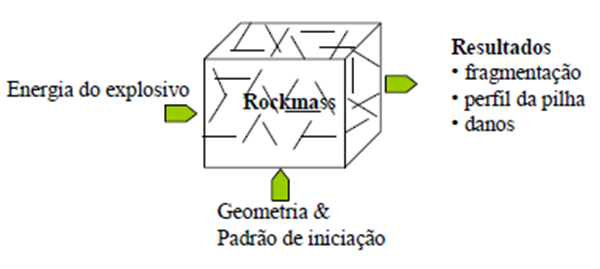 Resultados
• fragmentação
Energia do explosivo
• perfil da pilha
Rockmass
• danos
Geometria &
Padrão de iniciação